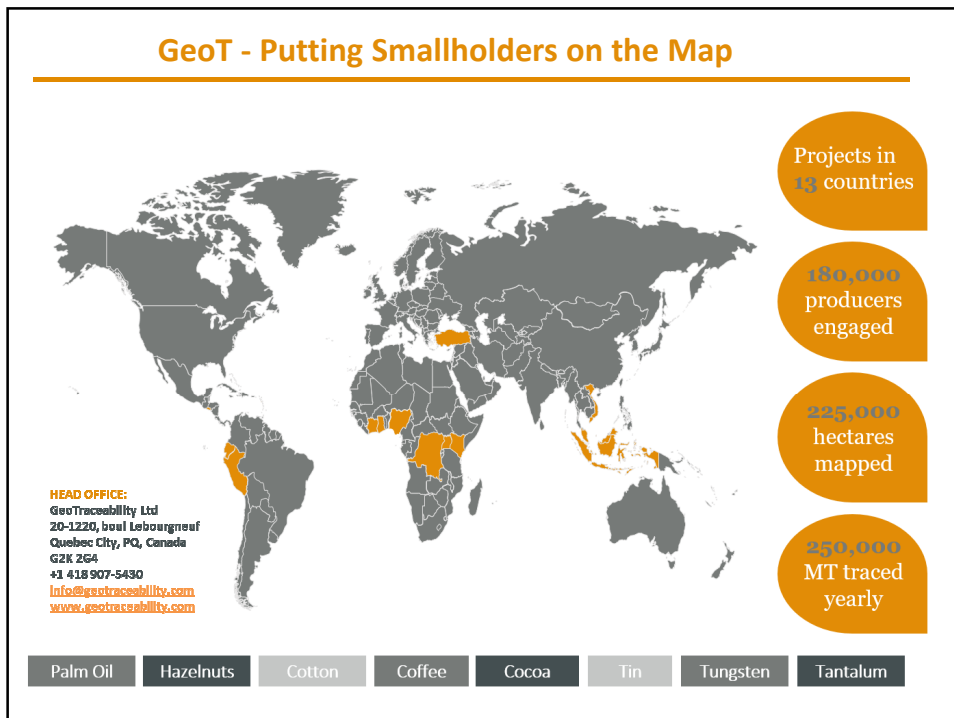 GeoT - Putting Smallholders on the Map
Projects in
13 countries
180,000
producers
engaged
225,000
hectares
mapped
250,000
MT traced
yearly
HEAD OFFICE:
GeoTraceability Ltd
20-1220, boul Lebourgneuf
Quebec City, PQ, Canada
G2K 2G4
+1 418 907-5430
info@geotraceability.com
www.geotraceability.com
Palm Oil
Hazelnuts
Cotton
Coffee
Cocoa
Tin
Tungsten
Tantalum